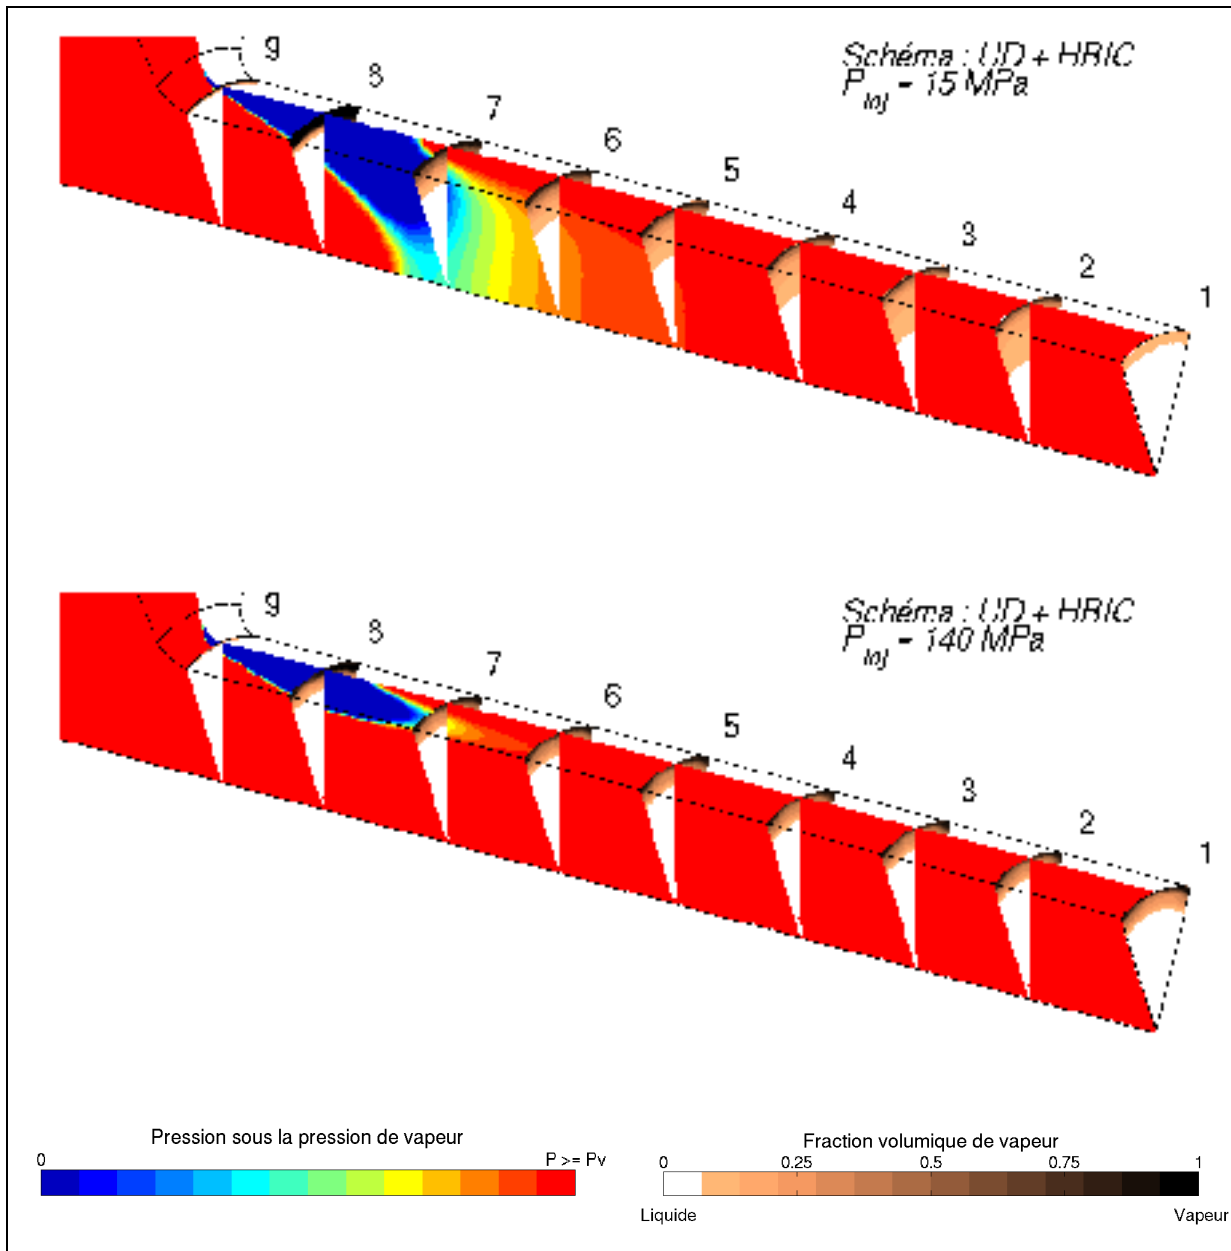 Schéma : UD + HRIC
P_inj = 15 MPa
9
8
7
6
5
4
3
2
1
Schéma : UD + HRIC
P_inj = 140 MPa
9
8
7
6
5
4
3
2
1
Pression sous la pression de vapeur
0 P >= Pv
Fraction volumique de vapeur
0 0.25 0.5 0.75 1
Liquide Vapeur